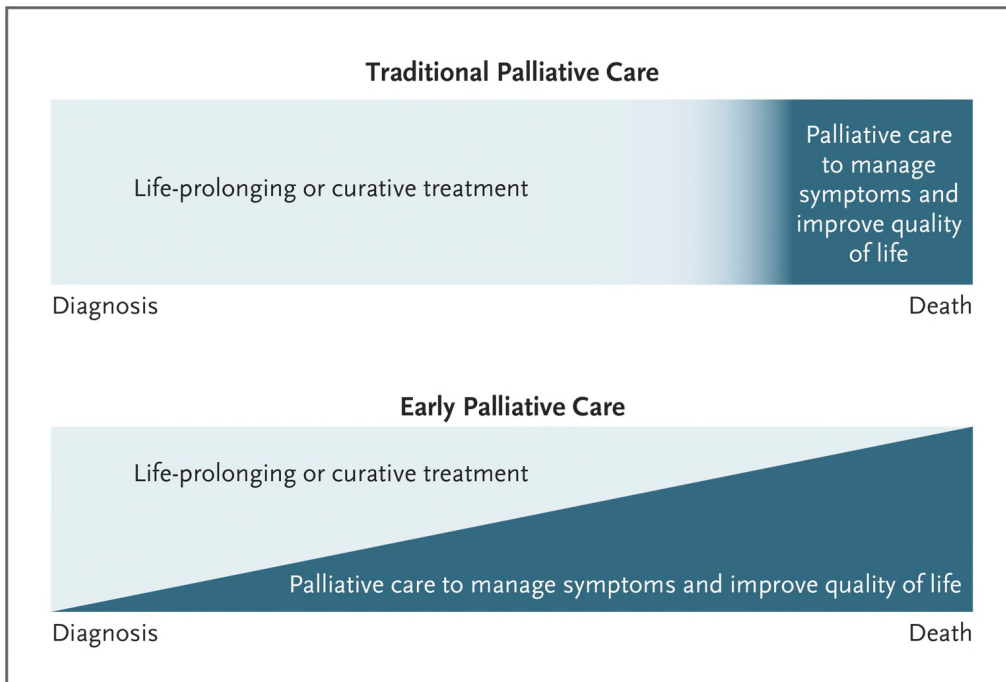 Traditional Palliative Care
Life-prolonging or curative treatment
Palliative care
to manage
symptoms and
improve quality
of life
Diagnosis
Death
Early Palliative Care
Life-prolonging or curative treatment
Palliative care to manage symptoms and improve quality of life
Diagnosis
Death